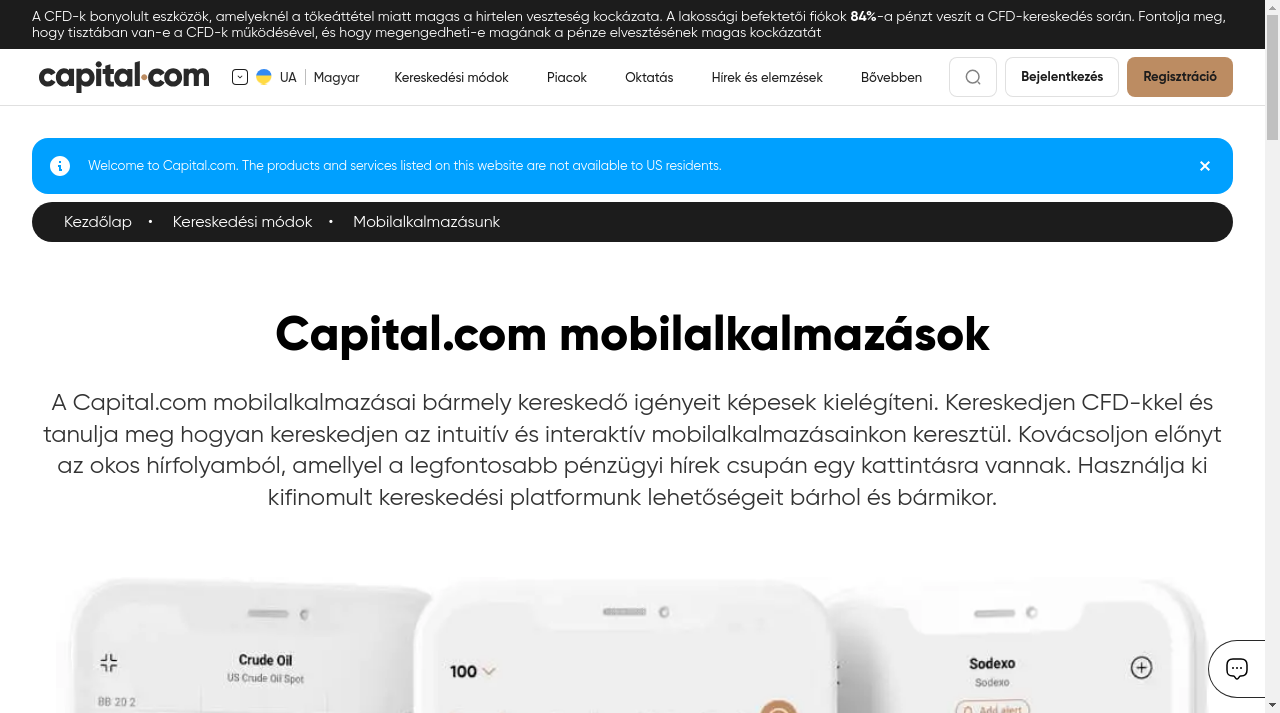 A CFD-k bonyolult eszközök, amelyeknél a tőkeáttétel miatt magas a hirtelen veszteség kockázata. A lakossági befektetői fiókok 84%-a pénzt veszít a CFD-kereskedés során. Fontolja meg,
hogy tisztában van-e a CFD-k működésével, és hogy megengedheti-e magának a pénze elvesztésének magas kockázatát
capital.com
UA
Magyar
Kereskedési módok
Piacok
Oktatás
Hírek és elemzések
Bővebben
Bejelentkezés
Regisztráció
Welcome to Capital.com. The products and services listed on this website are not available to US residents.
Kezdőlap • Kereskedési módok • Mobilalkalmazásunk
Capital.com mobilalkalmazások
A Capital.com mobilalkalmazásai bármely kereskedő igényeit képesek kielégíteni. Kereskedjen CFD-kkel és
tanulja meg hogyan kereskedjen az intuitív és interaktív mobilalkalmazásainkon keresztül. Kovácsoljon előnyt
az okos hírfolyamból, amellyel a legfontosabb pénzügyi hírek csupán egy kattintásra vannak. Használja ki
kifinomult kereskedési platformunk lehetőségeit bárhol és bármikor.
Crude Oil
US Crude Oil Spot
BB 20 2
100
Sodexo
Sodexo
Add alert